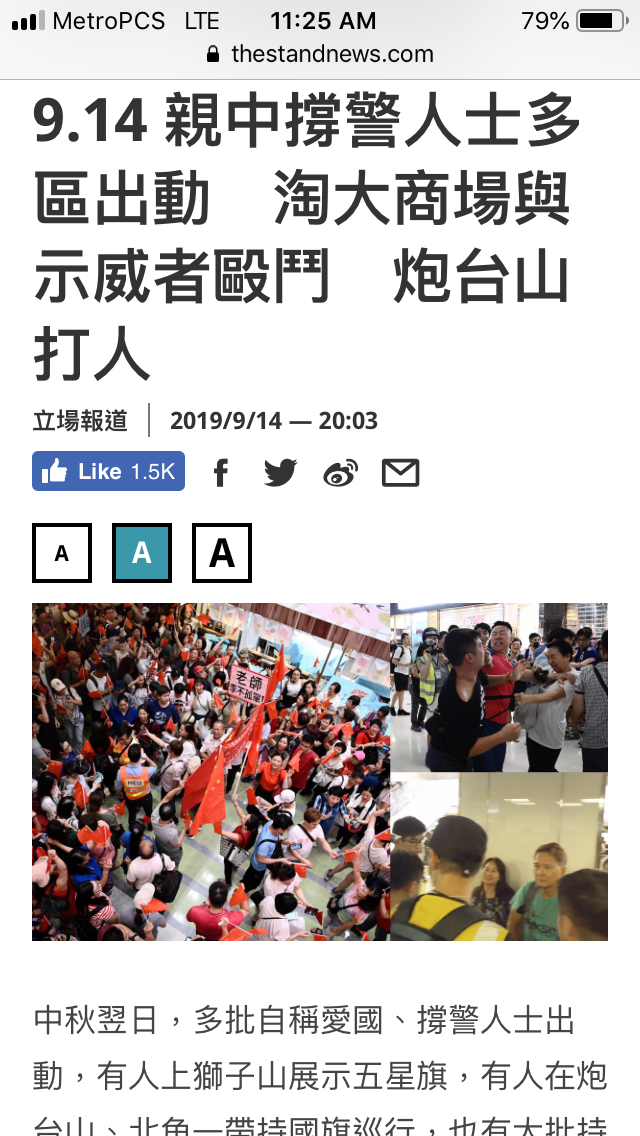 MetroPCS LTE 11:25 AM 79%
thestandnews.com
9.14 親中撐警人士多
區出動　淘大商場與
示威者毆鬥　炮台山
打人
立場報道 | 2019/9/14 — 20:03
Like 1.5K
A A A
老師
PRESS
中秋翌日，多批自稱愛國、撐警人士出
動，有人上獅子山展示五星旗，有人在炮
台山、北角一帶持國旗巡行，也有大批持